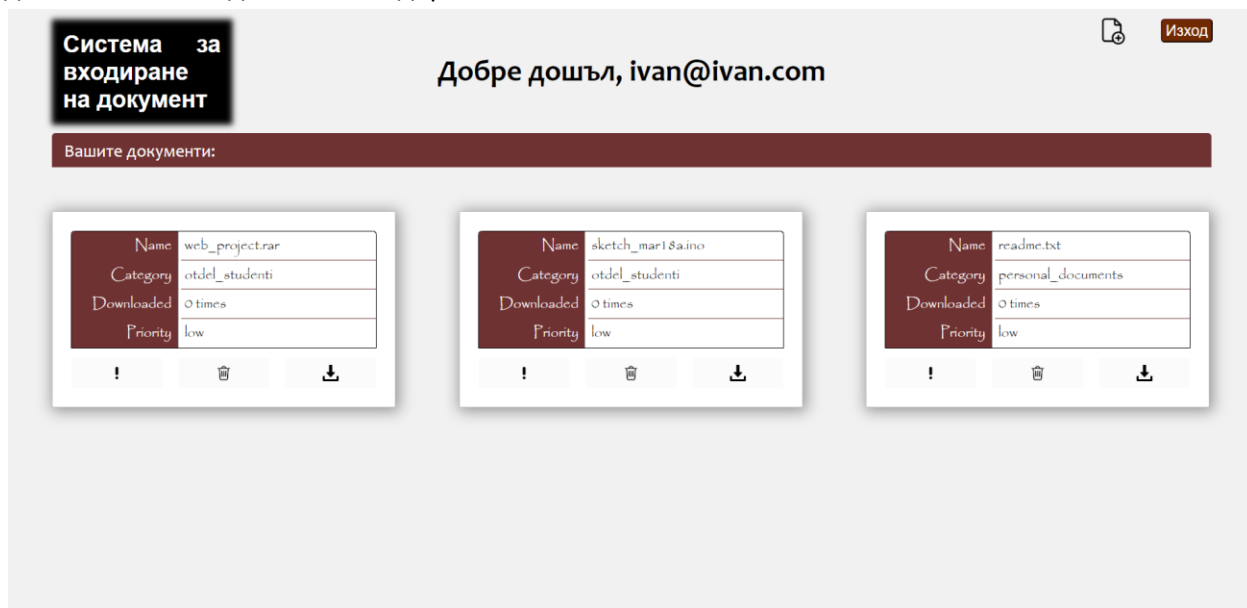 Система за
входиране
на документ
Изход
Добре дошъл, ivan@ivan.com
Вашите документи:
Name web_project.rar
Category otdel_studenti
Downloaded 0 times
Priority low
Name sketch_mar18a.ino
Category otdel_studenti
Downloaded 0 times
Priority low
Name readme.txt
Category personal_documents
Downloaded 0 times
Priority low